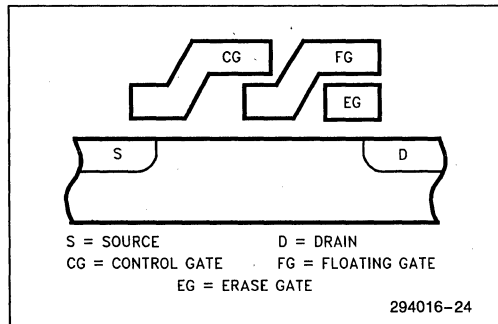 CG FG
EG
S D
S = SOURCE D = DRAIN
CG = CONTROL GATE FG = FLOATING GATE
EG = ERASE GATE
294016-24